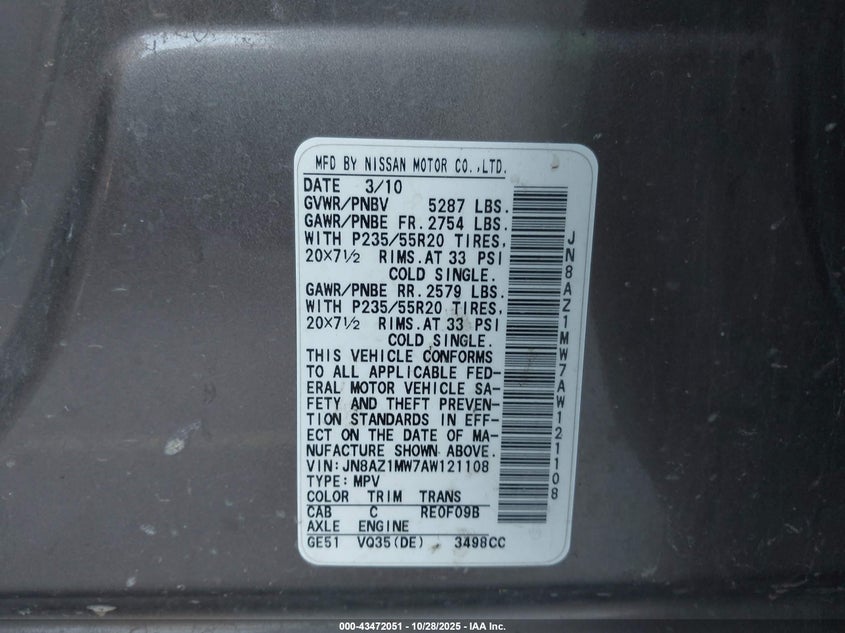 MFD BY NISSAN MOTOR CO.,LTD.
DATE 3/10
GVWR/PNBV 5287 LBS.
GAWR/PNBE FR. 2754 LBS.
WITH P235/55R20 TIRES,
20×7½ RIMS.AT 33 PSI
COLD SINGLE.
GAWR/PNBE RR. 2579 LBS.
WITH P235/55R20 TIRES,
20×7½ RIMS.AT 33 PSI
COLD SINGLE.
THIS VEHICLE CONFORMS
TO ALL APPLICABLE FED-
ERAL MOTOR VEHICLE SA-
FETY AND THEFT PREVEN-
TION STANDARDS IN EFF-
ECT ON THE DATE OF MA-
NUFACTURE SHOWN ABOVE.
VIN:JN8AZ1MW7AW121108
TYPE: MPV
COLOR TRIM TRANS
CAB C RE0F09B
AXLE ENGINE
GE51 VQ35(DE) 3498CC
JN8AZ1MW7AW121108
000-43472051 | 10/28/2025 - IAA Inc.